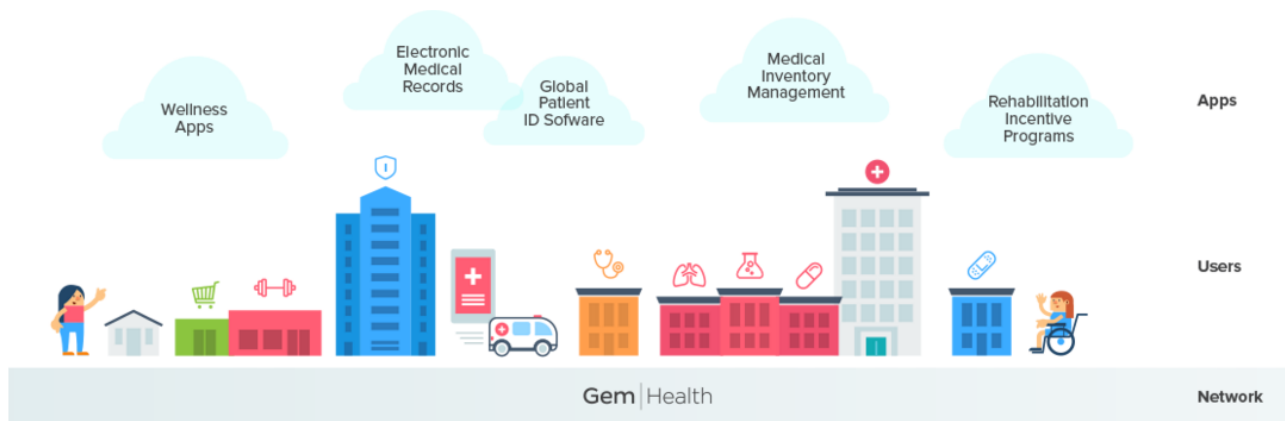 Electronic
Medical
Records
Medical
Inventory
Management
Global
Patient
ID Sofware
Wellness
Apps
Rehabilitation
Incentive
Programs
Apps
Users
Gem Health
Network